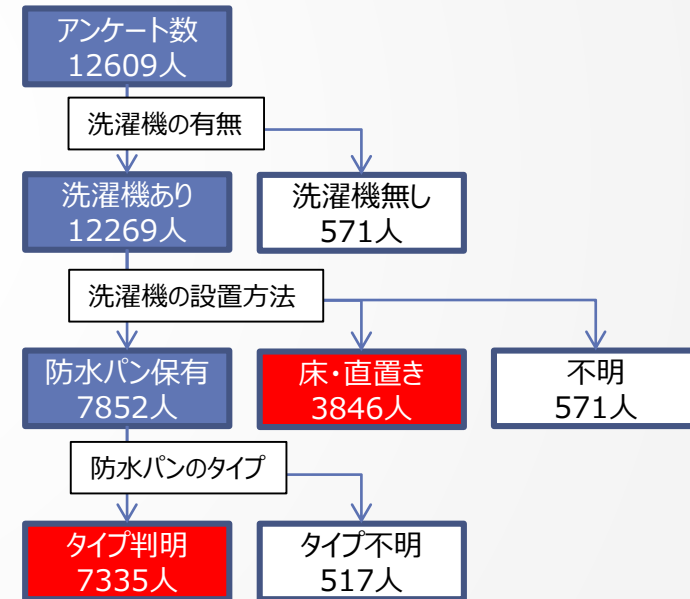 アンケート数
12609人
洗濯機の有無
洗濯機あり
12269人
洗濯機無し
571人
洗濯機の設置方法
防水パン保有
7852人
床・直置き
3846人
不明
571人
防水パンのタイプ
タイプ判明
7335人
タイプ不明
517人